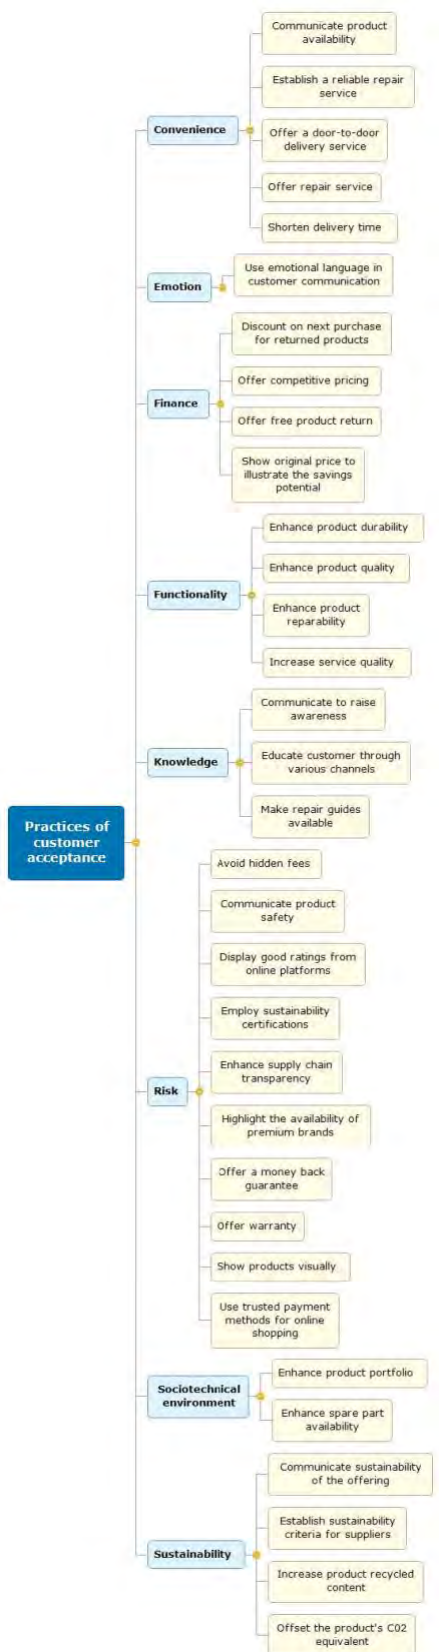 Practices of
customer
acceptance
Convenience
Communicate product
availability
Establish a reliable repair
service
Offer a door-to-door
delivery service
Offer repair service
Shorten delivery time
Emotion
Use emotional language in
customer communication
Finance
Discount on next purchase
for returned products
Offer competitive pricing
Offer free product return
Show original price to
illustrate the savings
potential
Functionality
Enhance product durability
Enhance product quality
Enhance product
reparability
Increase service quality
Knowledge
Communicate to raise
awareness
Educate customer through
various channels
Make repair guides
available
Risk
Avoid hidden fees
Communicate product
safety
Display good ratings from
online platforms
Employ sustainability
certifications
Enhance supply chain
transparency
Highlight the availability of
premium brands
Offer a money back
guarantee
Offer warranty
Show products visually
Use trusted payment
methods for online
shopping
Sociotechnical
environment
Enhance product portfolio
Enhance spare part
availability
Sustainability
Communicate sustainability
of the offering
Establish sustainability
criteria for suppliers
Increase product recycled
content
Offset the product's C02
equivalent